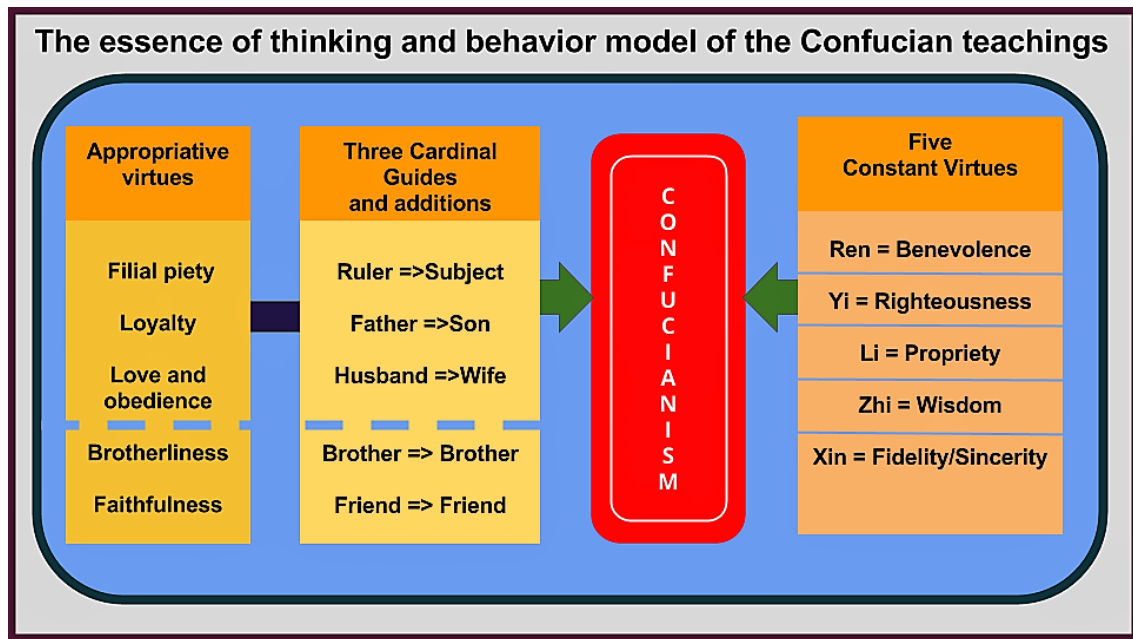 The essence of thinking and behavior model of the Confucian teachings
Appropriative
virtues
Filial piety
Loyalty
Love and
obedience
Brotherliness
Faithfulness
Three Cardinal
Guides
and additions
Ruler =>Subject
Father =>Son
Husband =>Wife
Brother => Brother
Friend => Friend
CONFUCIANISM
Five
Constant Virtues
Ren = Benevolence
Yi = Righteousness
Li = Propriety
Zhi = Wisdom
Xin = Fidelity/Sincerity